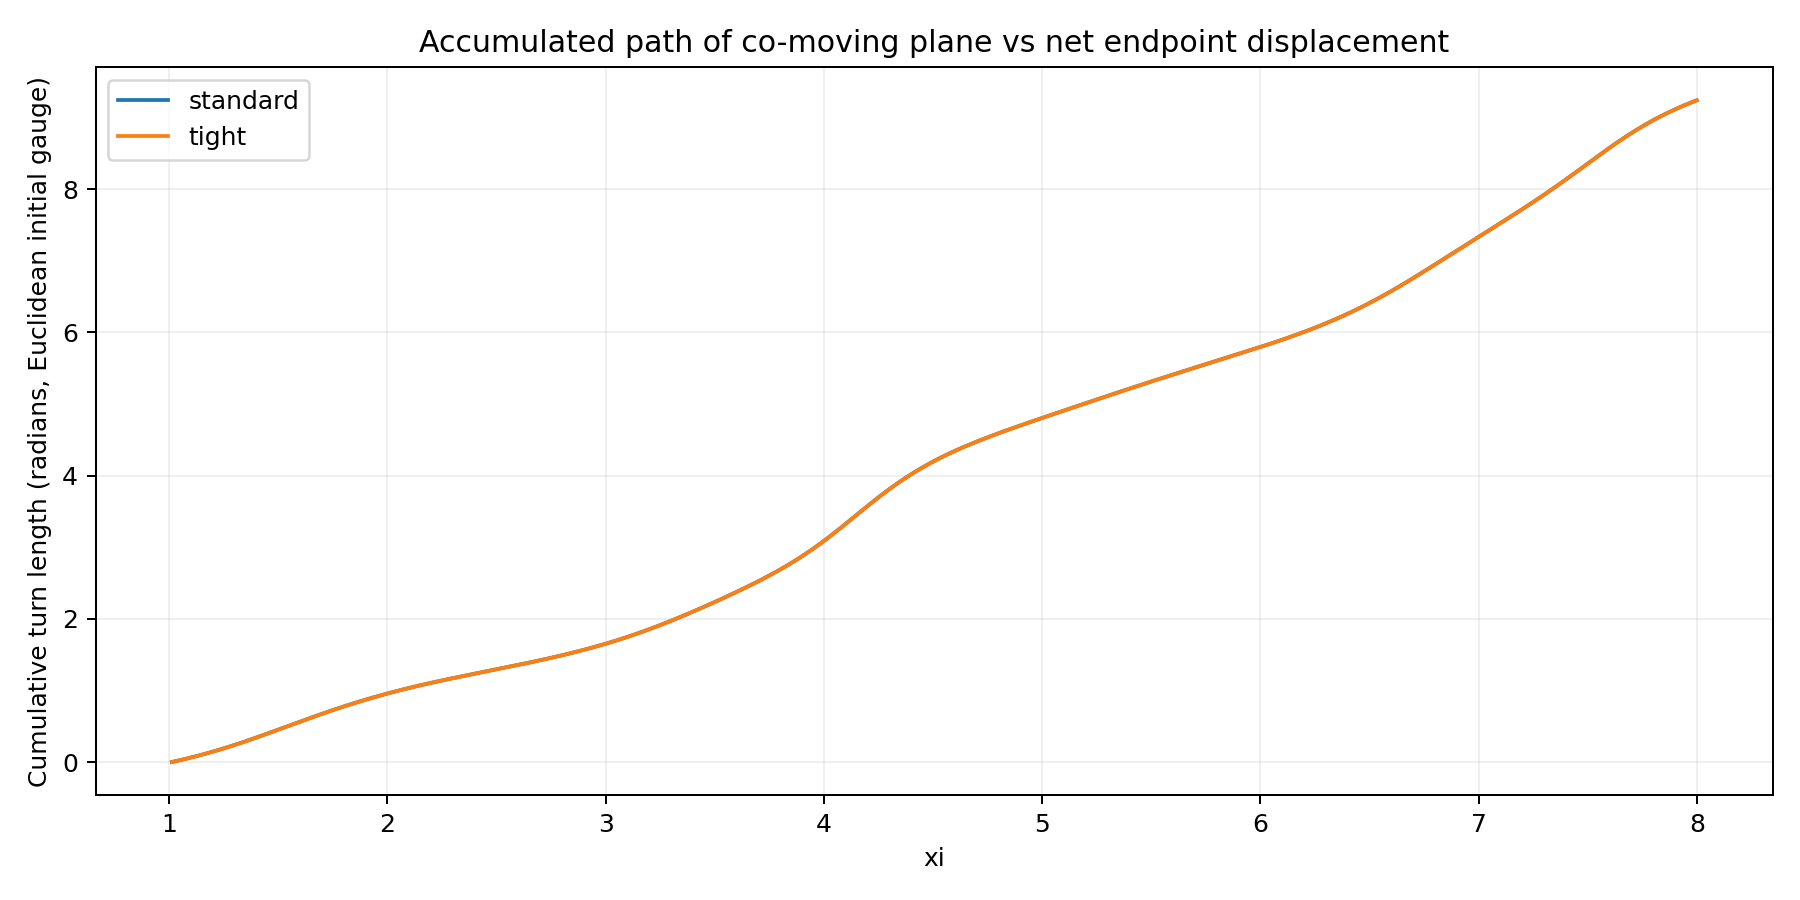 Accumulated path of co-moving plane vs net endpoint displacement
standard
tight
Cumulative turn length (radians, Euclidean initial gauge)
8
6
4
2
0
1 2 3 4 5 6 7 8
xi